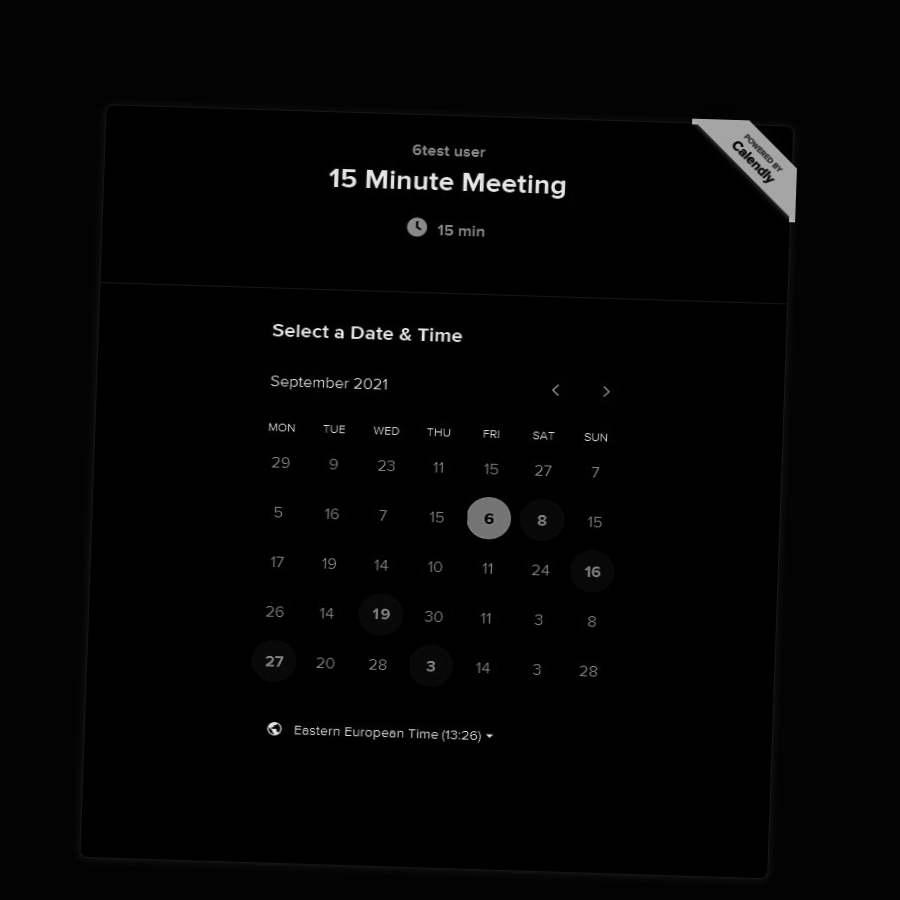 POWERED BY
Calendly
6test user
15 Minute Meeting
15 min
Select a Date & Time
September 2021
MON TUE WED THU FRI SAT SUN
29 9 23 11 15 27 7
5 16 7 15 6 8 15
17 19 14 10 11 24 16
26 14 19 30 11 3 8
27 20 28 3 14 3 28
Eastern European Time (13:26)